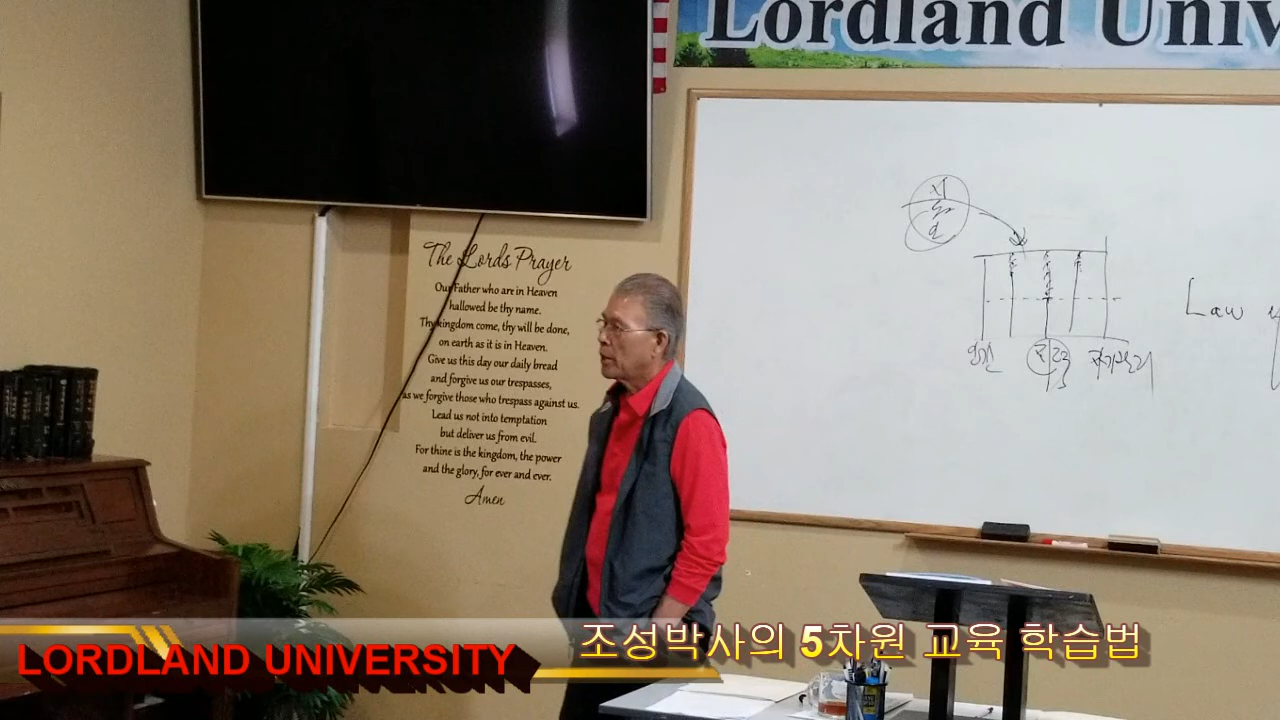 Lordland Univ
The Lords Prayer
Our Father who are in Heaven
hallowed be thy name.
Thy kingdom come, thy will be done,
on earth as it is in Heaven.
Give us this day our daily bread
and forgive us our trespasses,
as we forgive those who trespass against us.
Lead us not into temptation
but deliver us from evil.
For thine is the kingdom, the power
and the glory, for ever and ever.
Amen
Law
LORDLAND UNIVERSITY
조성박사의 5차원 교육 학습법